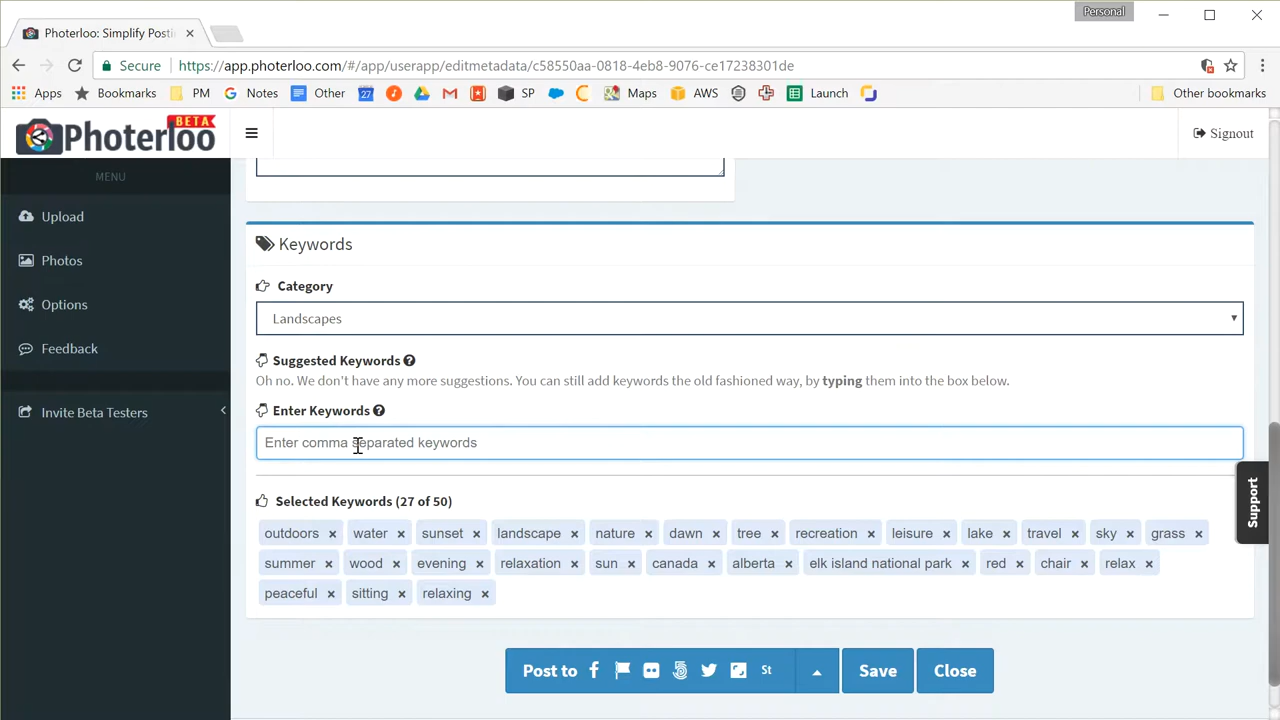 Personal
Photerloo: Simplify Posti
Secure https://app.photerloo.com/#/app/userapp/editmetadata/c58550aa-0818-4eb8-9076-ce17238301de
Apps Bookmarks PM Notes Other 27 Drive SP Maps AWS Launch Other bookmarks
Photerloo BETA
Signout
MENU
Upload
Photos
Options
Feedback
Invite Beta Testers
Keywords
Category
Landscapes
Suggested Keywords
Oh no. We don't have any more suggestions. You can still add keywords the old fashioned way, by typing them into the box below.
Enter Keywords
Enter comma separated keywords
Support
Selected Keywords (27 of 50)
outdoors × water × sunset × landscape × nature × dawn × tree × recreation × leisure × lake × travel × sky × grass ×
summer × wood × evening × relaxation × sun × canada × alberta × elk island national park × red × chair × relax ×
peaceful × sitting × relaxing ×
Post to St Save Close